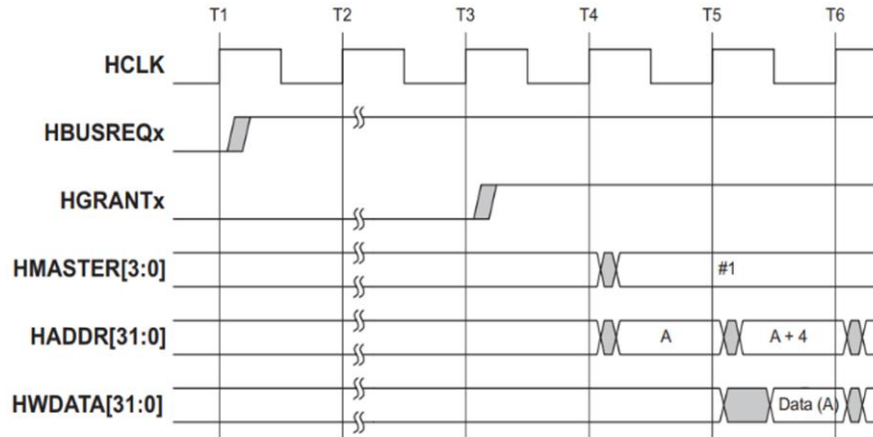 T1 T2 T3 T4 T5 T6
HCLK
HBUSREQx
HGRANTx
HMASTER[3:0] #1
HADDR[31:0] A A + 4
HWDATA[31:0] Data (A)